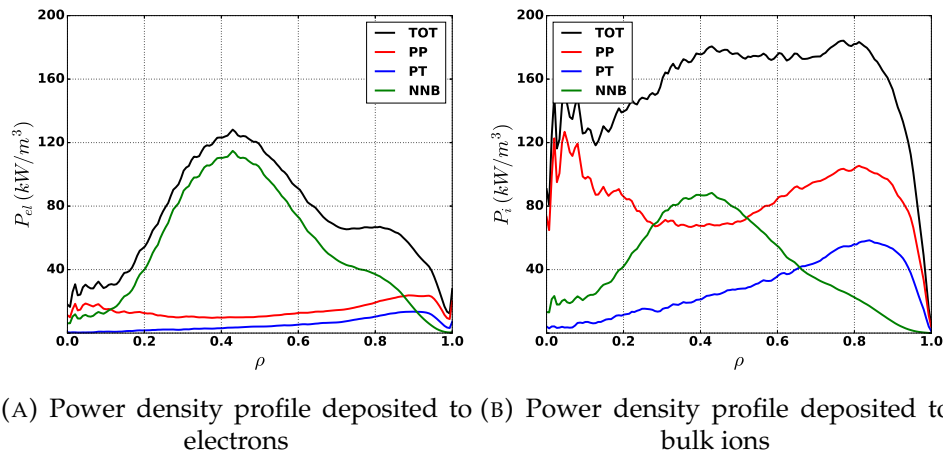 200
160
120
80
40
P_el (kW/m^3)
0.0 0.2 0.4 0.6 0.8 1.0
ρ
TOT
PP
PT
NNB
200
160
120
80
40
P_i (kW/m^3)
0.0 0.2 0.4 0.6 0.8 1.0
ρ
TOT
PP
PT
NNB
(A) Power density profile deposited to
electrons
(B) Power density profile deposited to
bulk ions